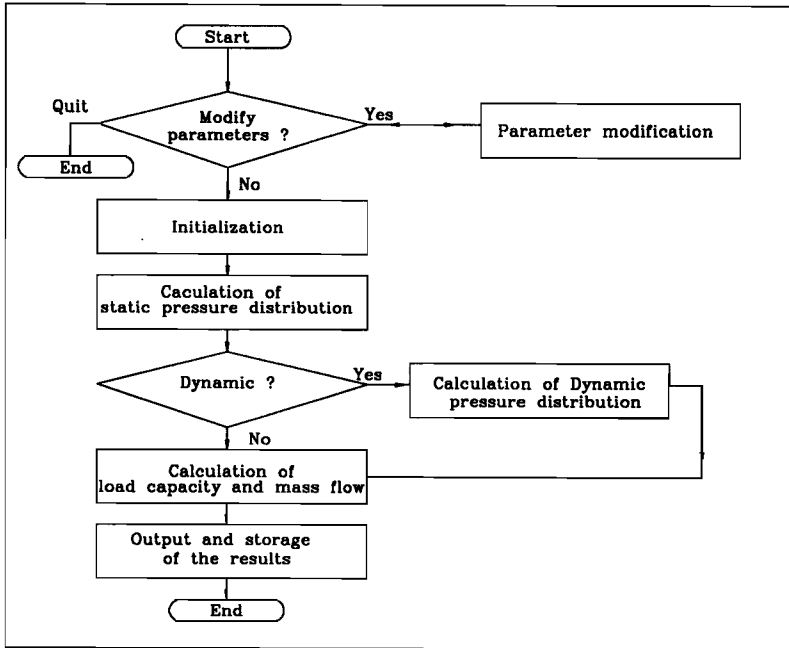 Start
Quit
Modify
parameters ?
Yes
Parameter modification
End
No
Initialization
Caculation of
static pressure distribution
Dynamic ?
Yes
Calculation of Dynamic
pressure distribution
No
Calculation of
load capacity and mass flow
Output and storage
of the results
End